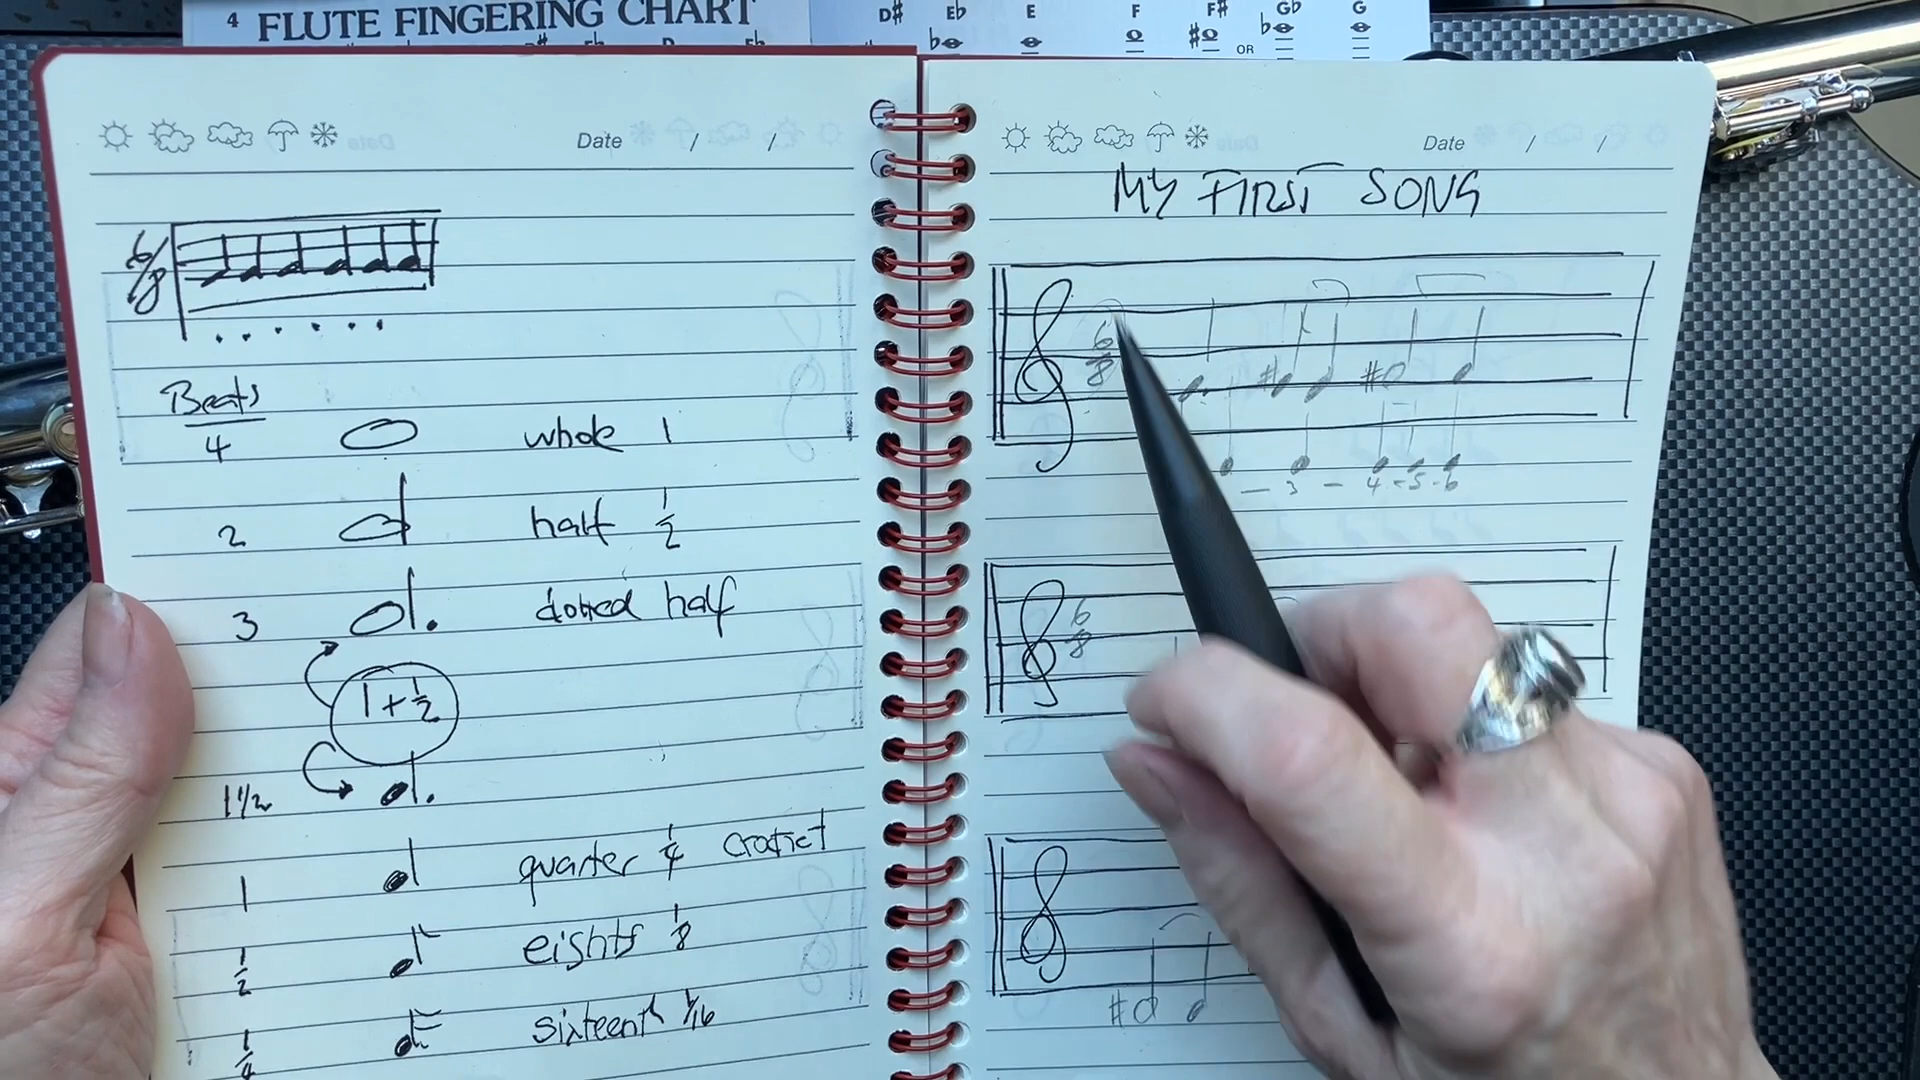 4 FLUTE FINGERING CHART
D# Eb E F F# Gb G
OR
Date / /
6/8
Beats
4 whole 1
2 half 1/2
3 dotted half
1+1/2
1 1/2
1 quarter 1/4 crotict
1/2 eights 1/8
1/4 sixteenth 1/16
Date / /
MY FIRST SONG
6/8
# #
– 3 – 4 - 5 - 6
6/8
#